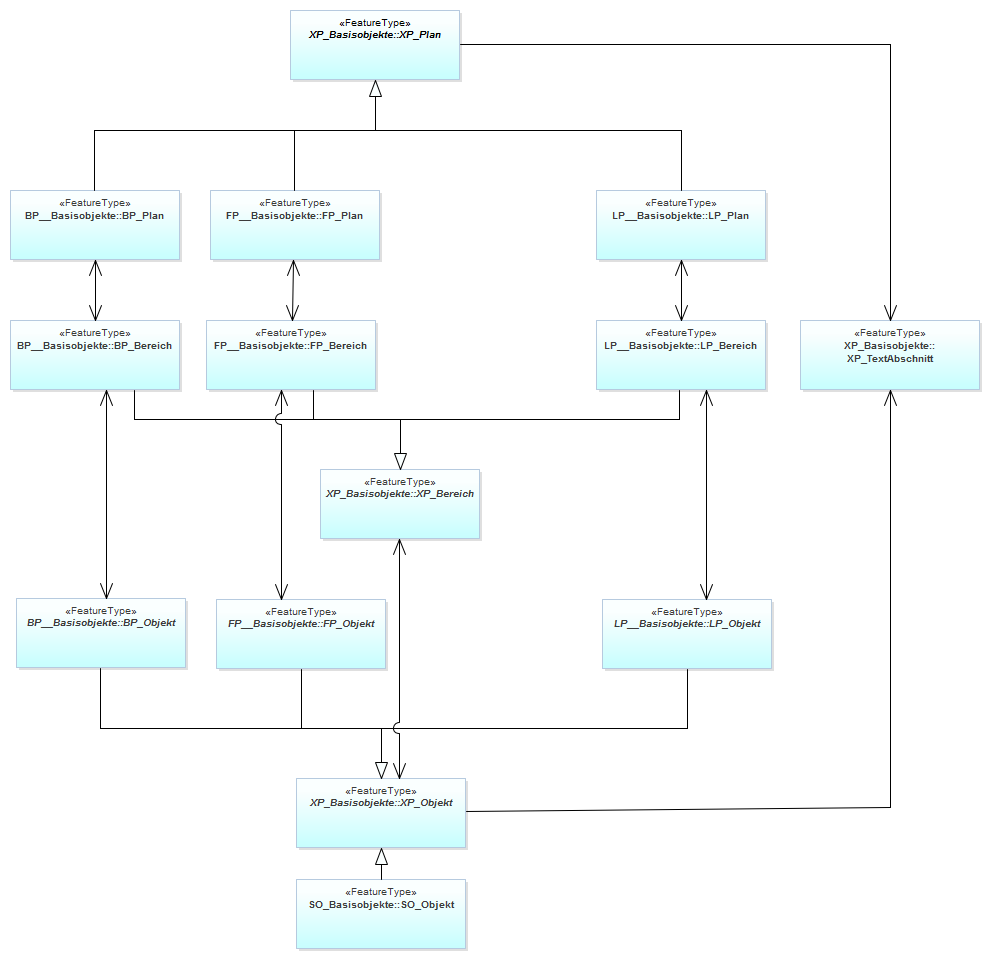 «FeatureType»
XP_Basisobjekte::XP_Plan
«FeatureType»
BP__Basisobjekte::BP_Plan
«FeatureType»
FP__Basisobjekte::FP_Plan
«FeatureType»
LP__Basisobjekte::LP_Plan
«FeatureType»
BP__Basisobjekte::BP_Bereich
«FeatureType»
FP__Basisobjekte::FP_Bereich
«FeatureType»
LP__Basisobjekte::LP_Bereich
«FeatureType»
XP_Basisobjekte::
XP_TextAbschnitt
«FeatureType»
XP_Basisobjekte::XP_Bereich
«FeatureType»
BP__Basisobjekte::BP_Objekt
«FeatureType»
FP__Basisobjekte::FP_Objekt
«FeatureType»
LP__Basisobjekte::LP_Objekt
«FeatureType»
XP_Basisobjekte::XP_Objekt
«FeatureType»
SO_Basisobjekte::SO_Objekt